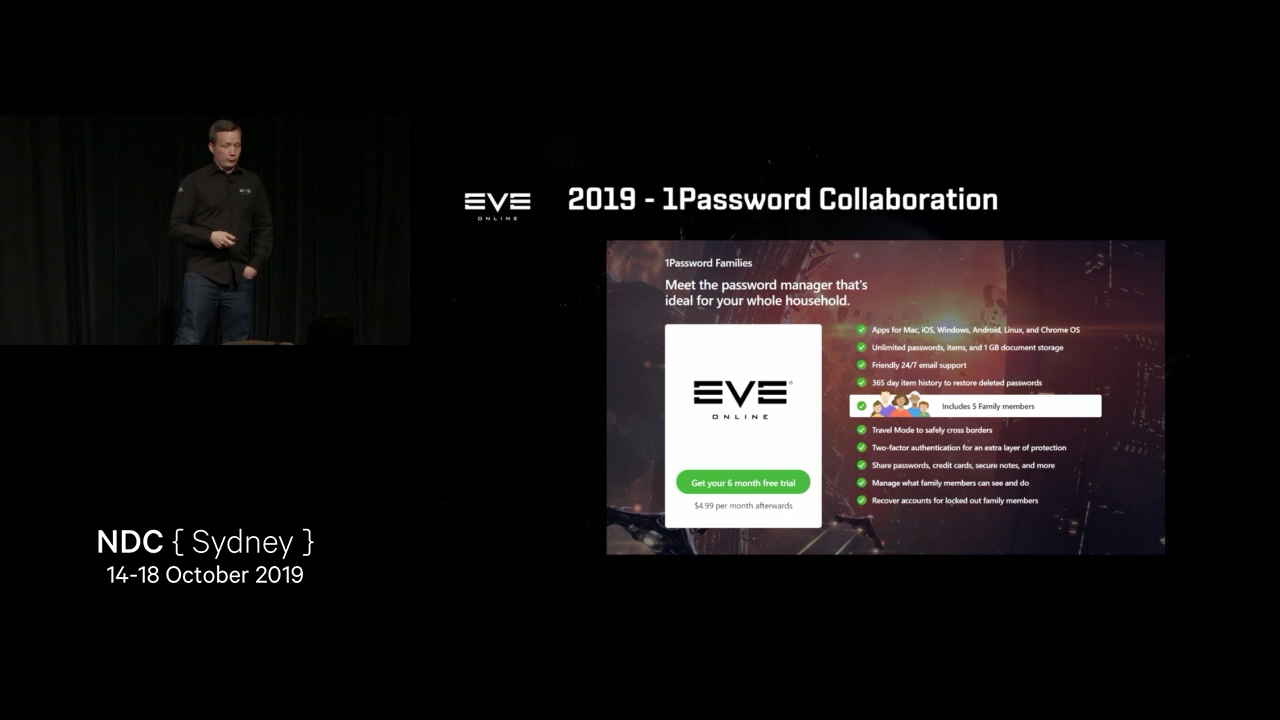 EVE
ONLINE
2019 - 1Password Collaboration
1Password Families
Meet the password manager that's
ideal for your whole household.
EVE
ONLINE
Get your 6 month free trial
$4.99 per month afterwards
Apps for Mac, iOS, Windows, Android, Linux, and Chrome OS
Unlimited passwords, items, and 1 GB document storage
Friendly 24/7 email support
365 day item history to restore deleted passwords
Includes 5 Family members
Travel Mode to safely cross borders
Two-factor authentication for an extra layer of protection
Share passwords, credit cards, secure notes, and more
Manage what family members can see and do
Recover accounts for locked out family members
NDC { Sydney }
14-18 October 2019